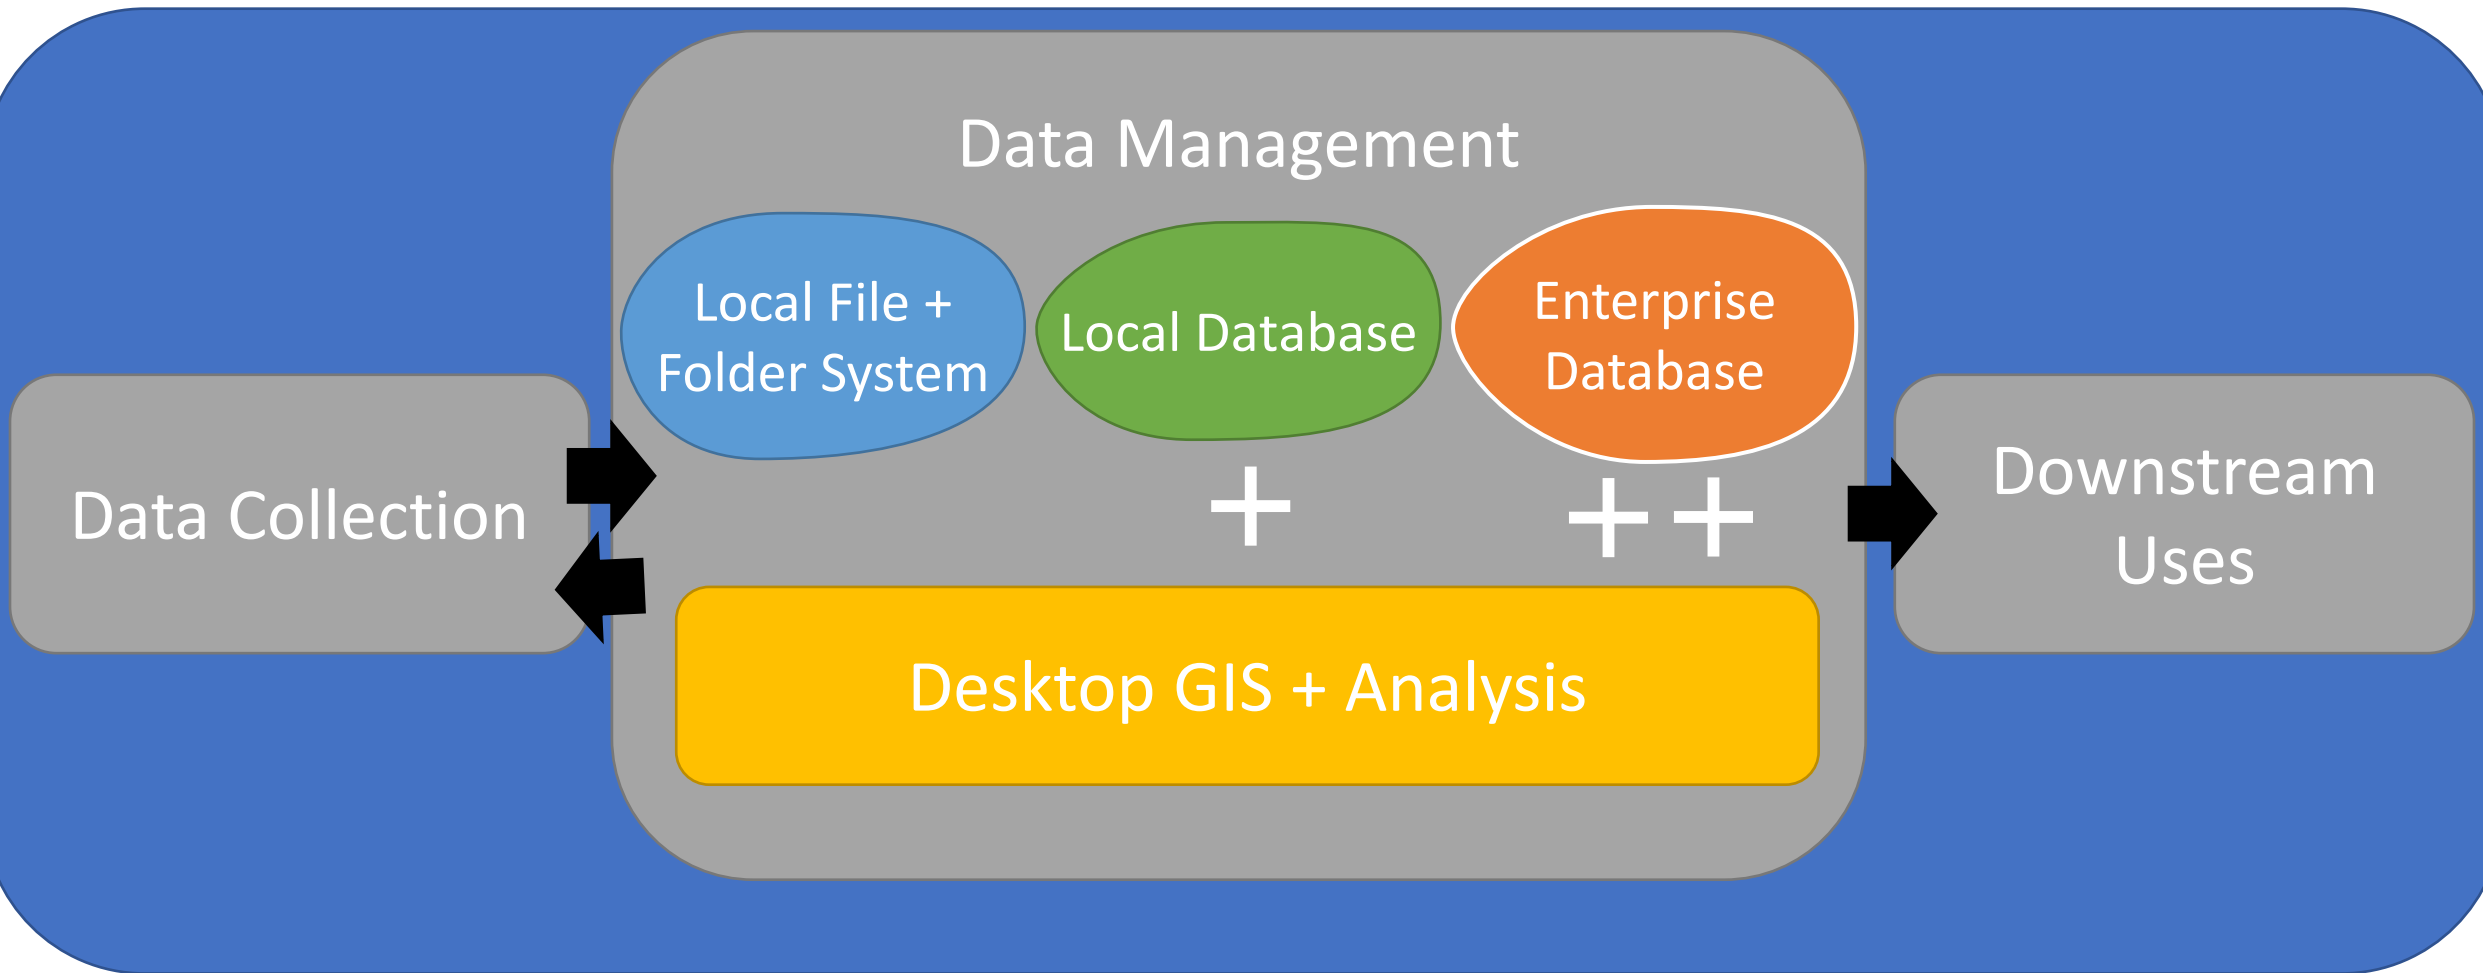 Data Management
Local File +
Folder System
Local Database
Enterprise
Database
+
++
Data Collection
Downstream
Uses
Desktop GIS + Analysis